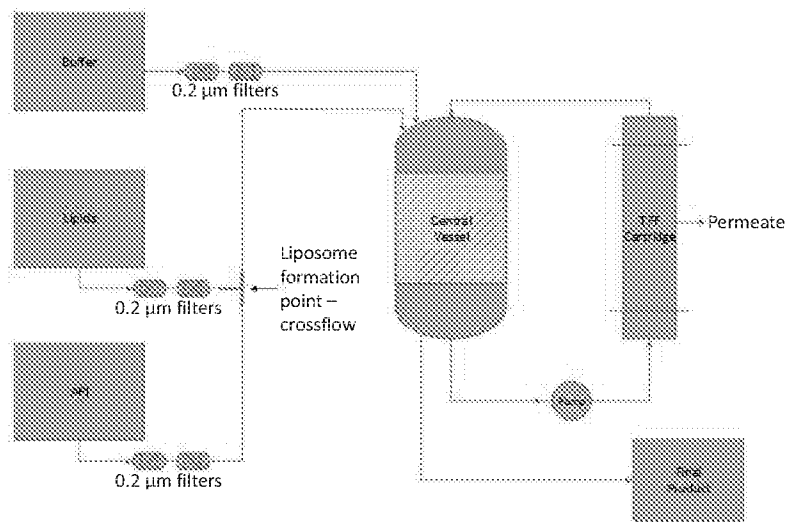 Buffer
0.2 µm filters
Lipids
0.2 µm filters
Liposome
formation
point –
crossflow
API
0.2 µm filters
Central
Vessel
TFF
Cartridge
Permeate
Pump
Final
Product